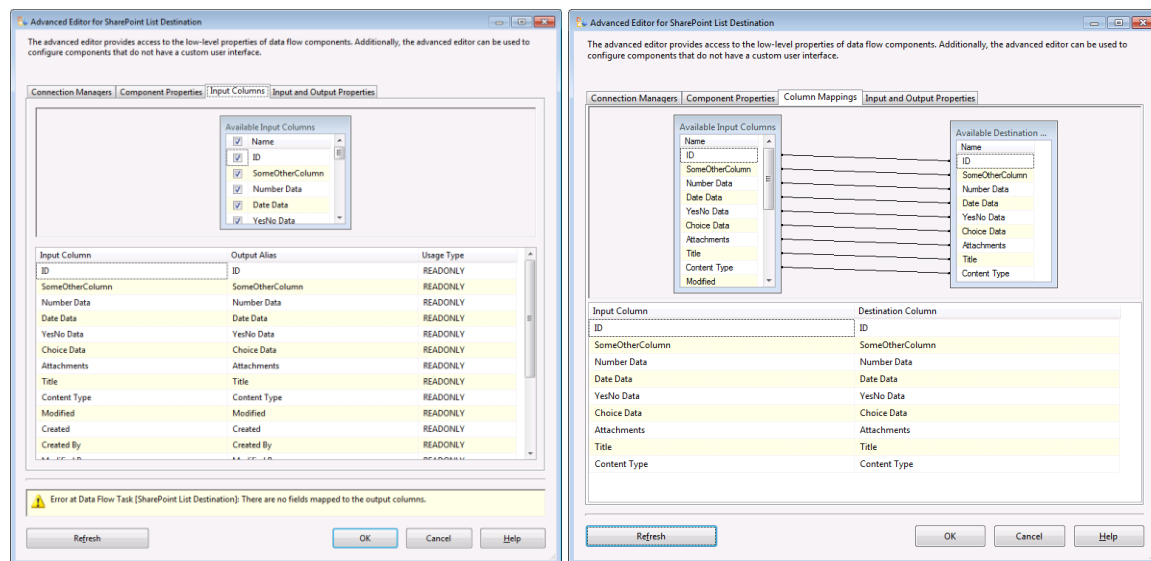 Advanced Editor for SharePoint List Destination
The advanced editor provides access to the low-level properties of data flow components. Additionally, the advanced editor can be used to
configure components that do not have a custom user interface.
Connection Managers Component Properties Input Columns Input and Output Properties
Available Input Columns
Name
ID
SomeOtherColumn
Number Data
Date Data
YesNo Data
Input Column Output Alias Usage Type
ID ID READONLY
SomeOtherColumn SomeOtherColumn READONLY
Number Data Number Data READONLY
Date Data Date Data READONLY
YesNo Data YesNo Data READONLY
Choice Data Choice Data READONLY
Attachments Attachments READONLY
Title Title READONLY
Content Type Content Type READONLY
Modified Modified READONLY
Created Created READONLY
Created By Created By READONLY
Error at Data Flow Task [SharePoint List Destination]: There are no fields mapped to the output columns.
Refresh OK Cancel Help
Advanced Editor for SharePoint List Destination
The advanced editor provides access to the low-level properties of data flow components. Additionally, the advanced editor can be used to
configure components that do not have a custom user interface.
Connection Managers Component Properties Column Mappings Input and Output Properties
Available Input Columns
Name
ID
SomeOtherColumn
Number Data
Date Data
YesNo Data
Choice Data
Attachments
Title
Content Type
Modified
Available Destination ...
Name
ID
SomeOtherColumn
Number Data
Date Data
YesNo Data
Choice Data
Attachments
Title
Content Type
Input Column Destination Column
ID ID
SomeOtherColumn SomeOtherColumn
Number Data Number Data
Date Data Date Data
YesNo Data YesNo Data
Choice Data Choice Data
Attachments Attachments
Title Title
Content Type Content Type
Refresh OK Cancel Help